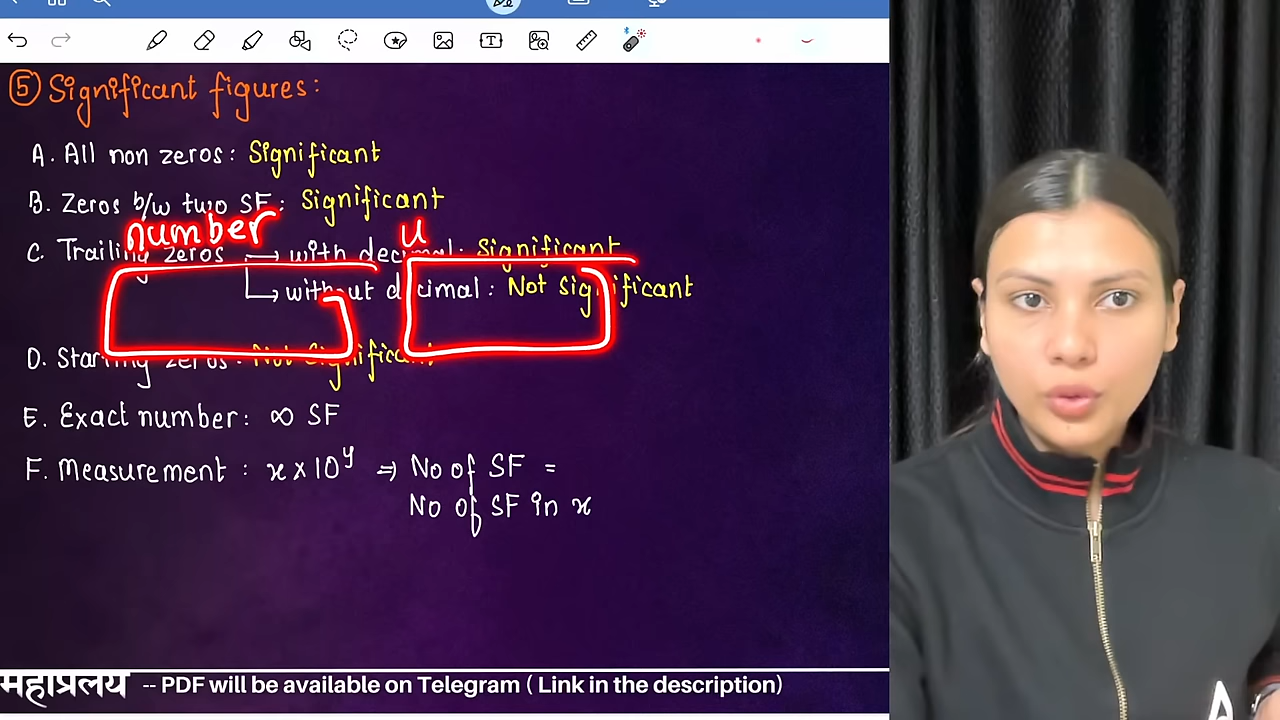 ⑤ Significant figures:
A. All non zeros: Significant
B. Zeros b/w two SF: Significant
number u
C. Trailing zeros → with decimal: Significant
→ without decimal: Not significant
D. Starting zeros: Not Significant
E. Exact number: ∞ SF
F. Measurement: x×10^y ⇒ No of SF =
No of SF in x
महाप्रलय -- PDF will be available on Telegram ( Link in the description)